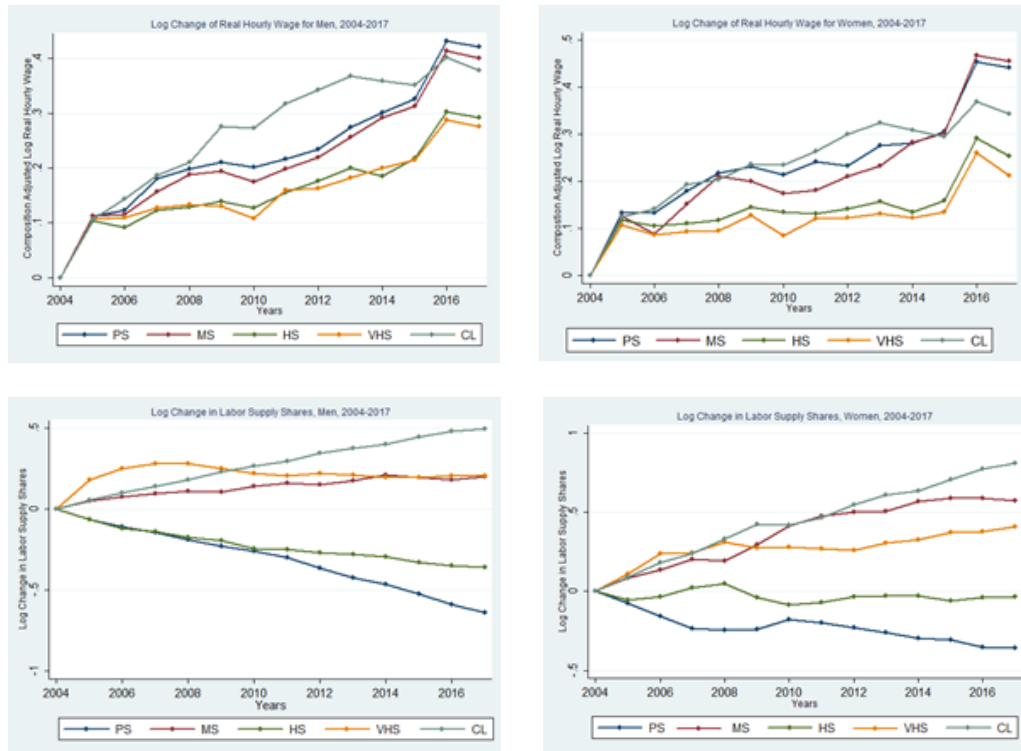 Log Change of Real Hourly Wage for Men, 2004-2017
Composition Adjusted Log Real Hourly Wage
.4
.3
.2
.1
0
2004 2006 2008 2010 2012 2014 2016
Years
PS MS HS VHS CL
Log Change of Real Hourly Wage for Women, 2004-2017
Composition Adjusted Log Real Hourly Wage
.5
.4
.3
.2
.1
0
2004 2006 2008 2010 2012 2014 2016
Years
PS MS HS VHS CL
Log Change in Labor Supply Shares, Men, 2004-2017
Log Change in Labor Supply Shares
.5
0
-.5
-1
2004 2006 2008 2010 2012 2014 2016
Years
PS MS HS VHS CL
Log Change in Labor Supply Shares, Women, 2004-2017
Log Change in Labor Supply Shares
1
.5
0
-.5
2004 2006 2008 2010 2012 2014 2016
Years
PS MS HS VHS CL